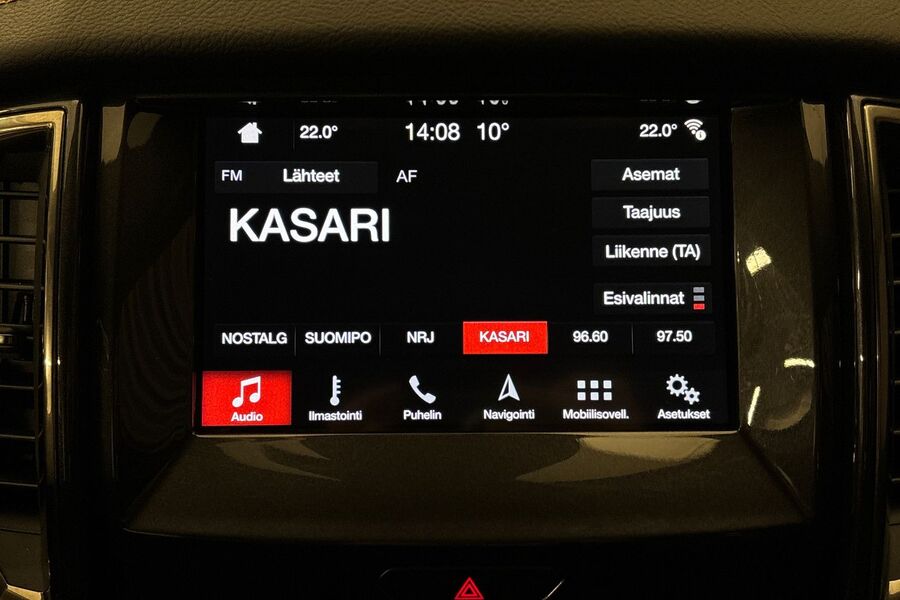 22.0° 14:08 10° 22.0°
FM Lähteet AF
KASARI
Asemat
Taajuus
Liikenne (TA)
Esivalinnat
NOSTALG SUOMIPO NRJ KASARI 96.60 97.50
Audio Ilmastointi Puhelin Navigointi Mobiilisovell. Asetukset